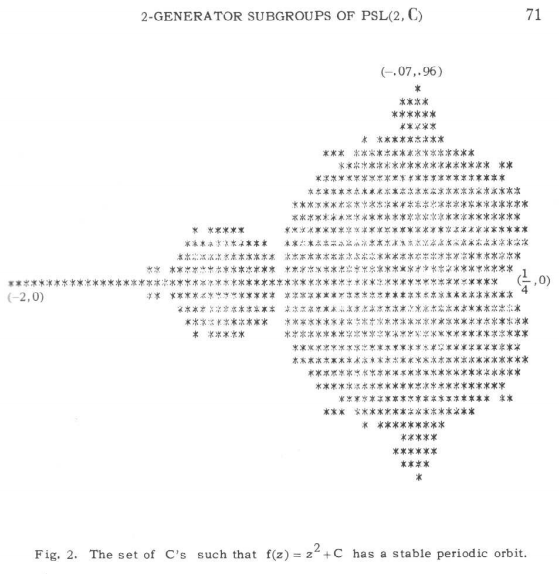 2-GENERATOR SUBGROUPS OF PSL(2, C) 71
(-.07,.96)
(-2,0)
(1/4,0)
Fig. 2. The set of C's such that f(z) = z²+C has a stable periodic orbit.